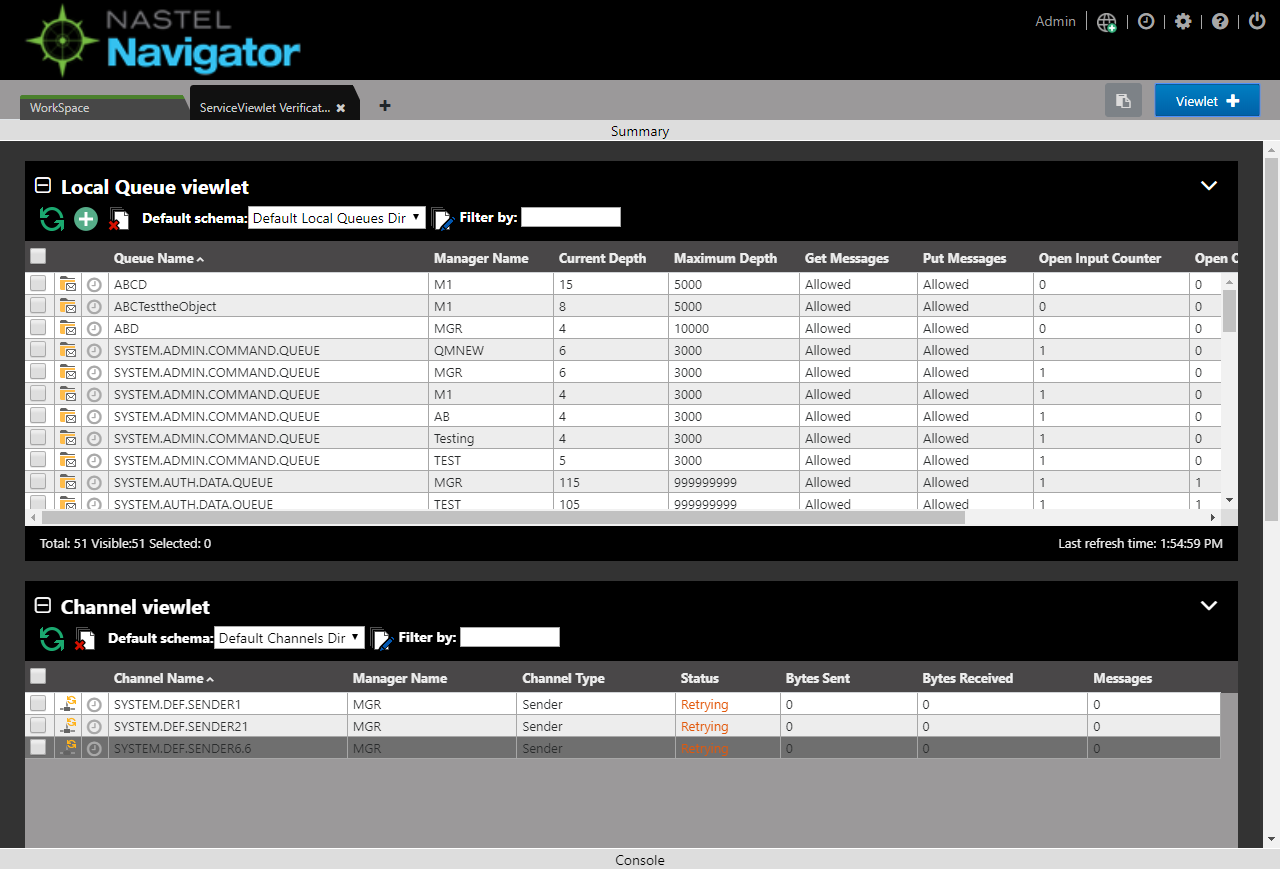 NASTEL
Navigator
Admin
WorkSpace
ServiceViewlet Verificat...
Viewlet
Summary
Local Queue viewlet
Default schema: Default Local Queues Dir Filter by:
Queue Name Manager Name Current Depth Maximum Depth Get Messages Put Messages Open Input Counter Open C
ABCD M1 15 5000 Allowed Allowed 0 0
ABCTesttheObject M1 8 5000 Allowed Allowed 0 0
ABD MGR 4 10000 Allowed Allowed 0 0
SYSTEM.ADMIN.COMMAND.QUEUE QMNEW 6 3000 Allowed Allowed 1 0
SYSTEM.ADMIN.COMMAND.QUEUE MGR 6 3000 Allowed Allowed 1 0
SYSTEM.ADMIN.COMMAND.QUEUE M1 4 3000 Allowed Allowed 1 0
SYSTEM.ADMIN.COMMAND.QUEUE AB 4 3000 Allowed Allowed 1 0
SYSTEM.ADMIN.COMMAND.QUEUE Testing 4 3000 Allowed Allowed 1 0
SYSTEM.ADMIN.COMMAND.QUEUE TEST 5 3000 Allowed Allowed 1 0
SYSTEM.AUTH.DATA.QUEUE MGR 115 999999999 Allowed Allowed 1 1
SYSTEM.AUTH.DATA.QUEUE TEST 105 999999999 Allowed Allowed 1 1
Total: 51 Visible:51 Selected: 0 Last refresh time: 1:54:59 PM
Channel viewlet
Default schema: Default Channels Dir Filter by:
Channel Name Manager Name Channel Type Status Bytes Sent Bytes Received Messages
SYSTEM.DEF.SENDER1 MGR Sender Retrying 0 0 0
SYSTEM.DEF.SENDER21 MGR Sender Retrying 0 0 0
SYSTEM.DEF.SENDER6.6 MGR Sender Retrying 0 0 0
Console